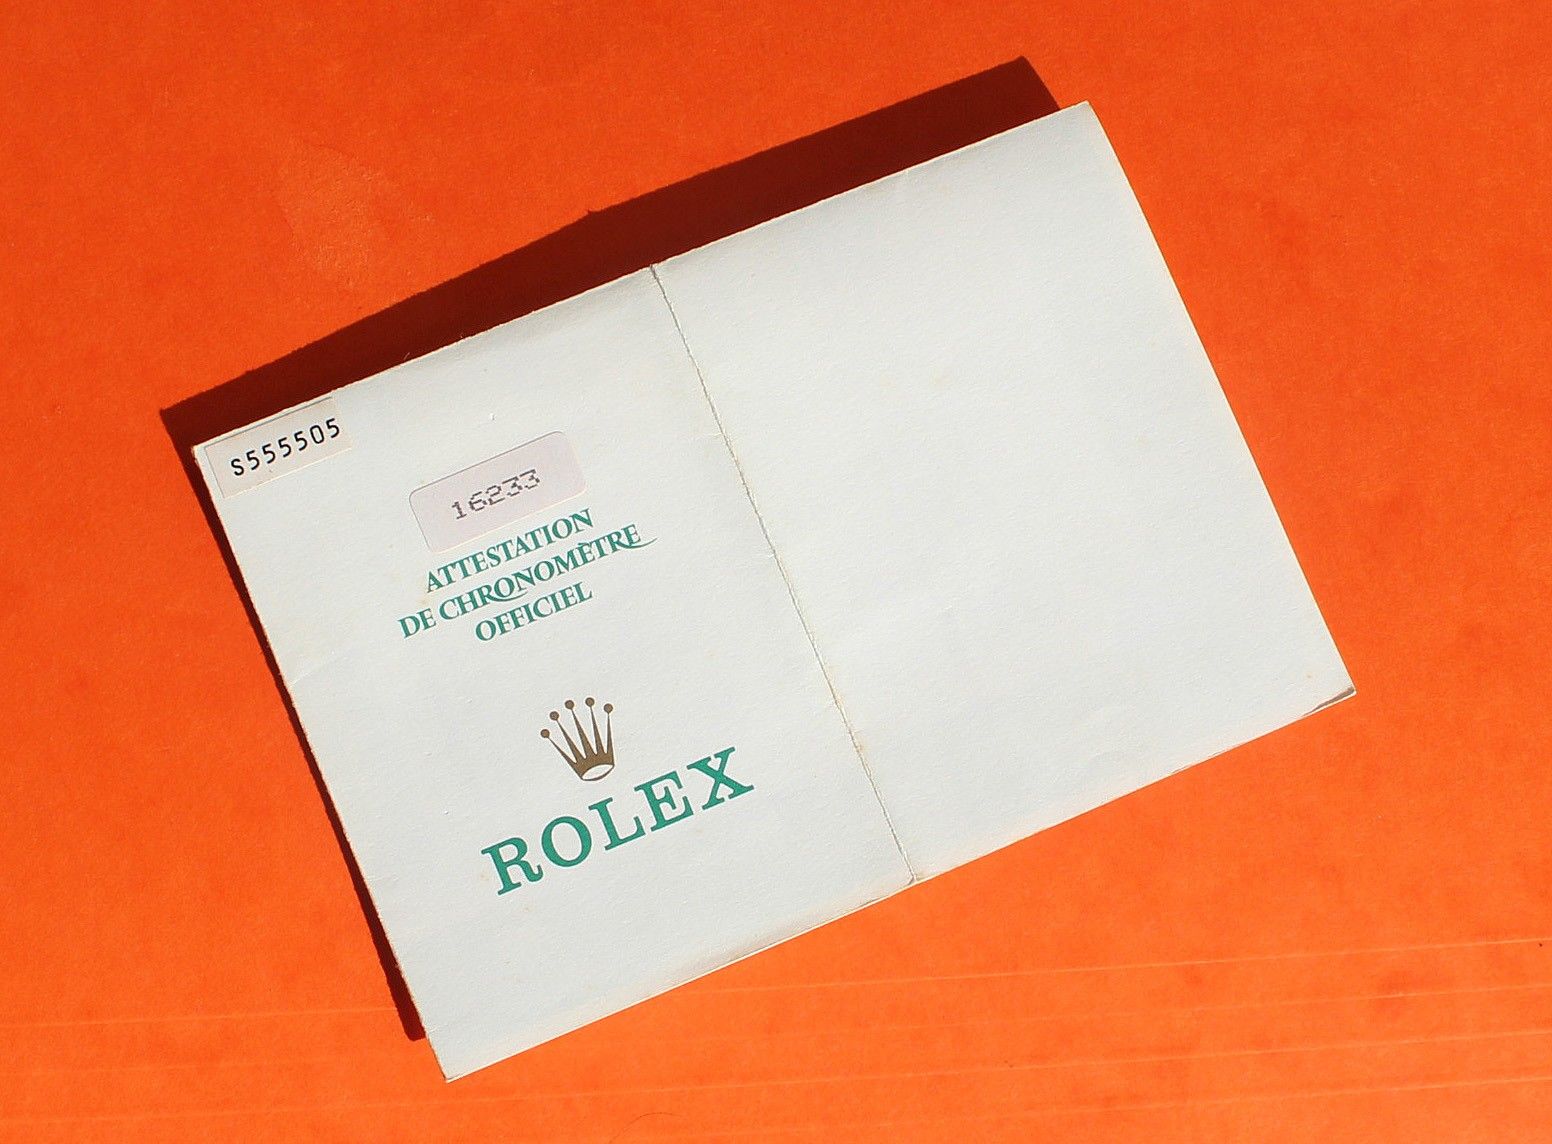 S555505
16233
ATTESTATION
DE CHRONOMÈTRE
OFFICIEL
ROLEX